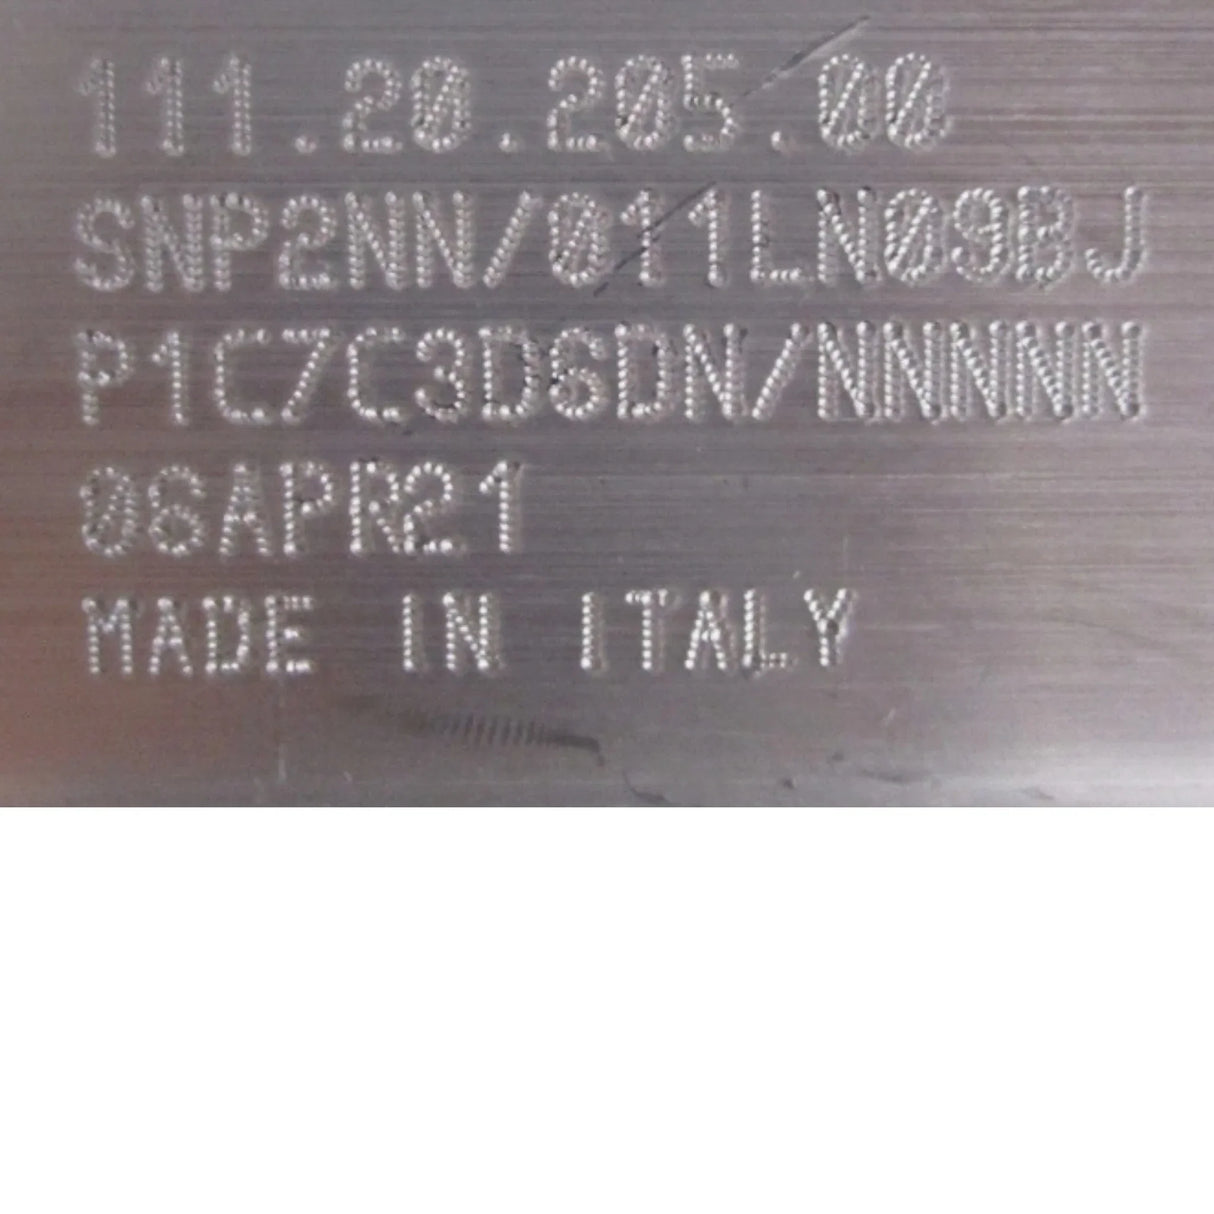 111.20.205.00
SNP2NN/011LN09BJ
P1C7C3D6DN/NNNNN
06APR21
MADE IN ITALY